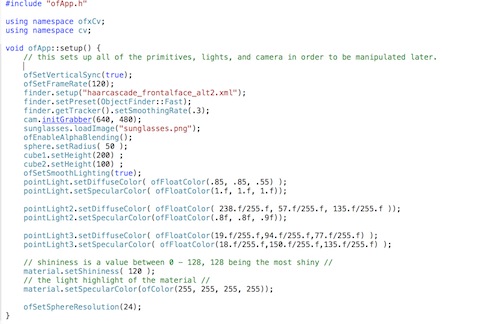 #include "ofApp.h"
using namespace ofxCv;
using namespace cv;
void ofApp::setup() {
// this sets up all of the primitives, lights, and camera in order to be manipulated later.
ofSetVerticalSync(true);
ofSetFrameRate(120);
finder.setup("haarcascade_frontalface_alt2.xml");
finder.setPreset(ObjectFinder::Fast);
finder.getTracker().setSmoothingRate(.3);
cam.initGrabber(640, 480);
sunglasses.loadImage("sunglasses.png");
ofEnableAlphaBlending();
sphere.setRadius( 50 );
cube1.setHeight(200) ;
cube2.setHeight(100) ;
ofSetSmoothLighting(true);
pointLight.setDiffuseColor( ofFloatColor(.85, .85, .55) );
pointLight.setSpecularColor( ofFloatColor(1.f, 1.f, 1.f));
pointLight2.setDiffuseColor( ofFloatColor( 238.f/255.f, 57.f/255.f, 135.f/255.f ));
pointLight2.setSpecularColor(ofFloatColor(.8f, .8f, .9f));
pointLight3.setDiffuseColor( ofFloatColor(19.f/255.f,94.f/255.f,77.f/255.f) );
pointLight3.setSpecularColor( ofFloatColor(18.f/255.f,150.f/255.f,135.f/255.f) );
// shininess is a value between 0 - 128, 128 being the most shiny //
material.setShininess( 120 );
// the light highlight of the material //
material.setSpecularColor(ofColor(255, 255, 255, 255));
ofSetSphereResolution(24);
}